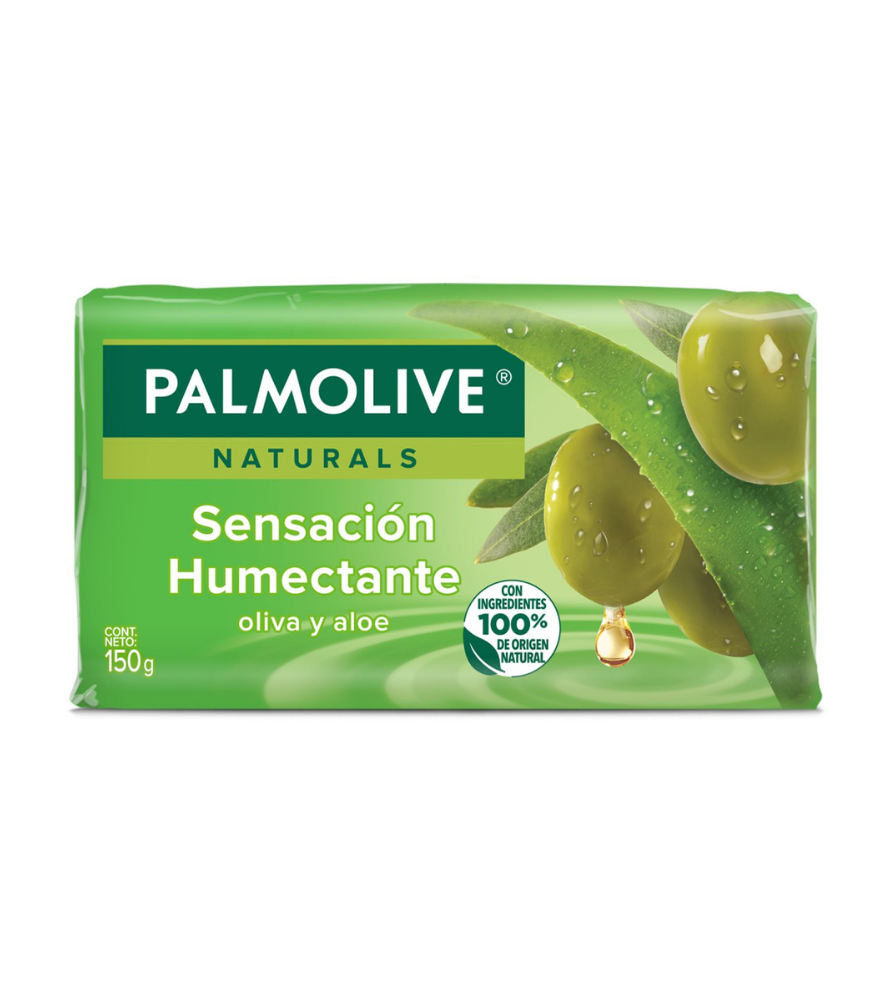 PALMOLIVE®
NATURALS
Sensación
Humectante
oliva y aloe
CONT.
NETO:
150g
CON
INGREDIENTES
100%
DE ORIGEN
NATURAL